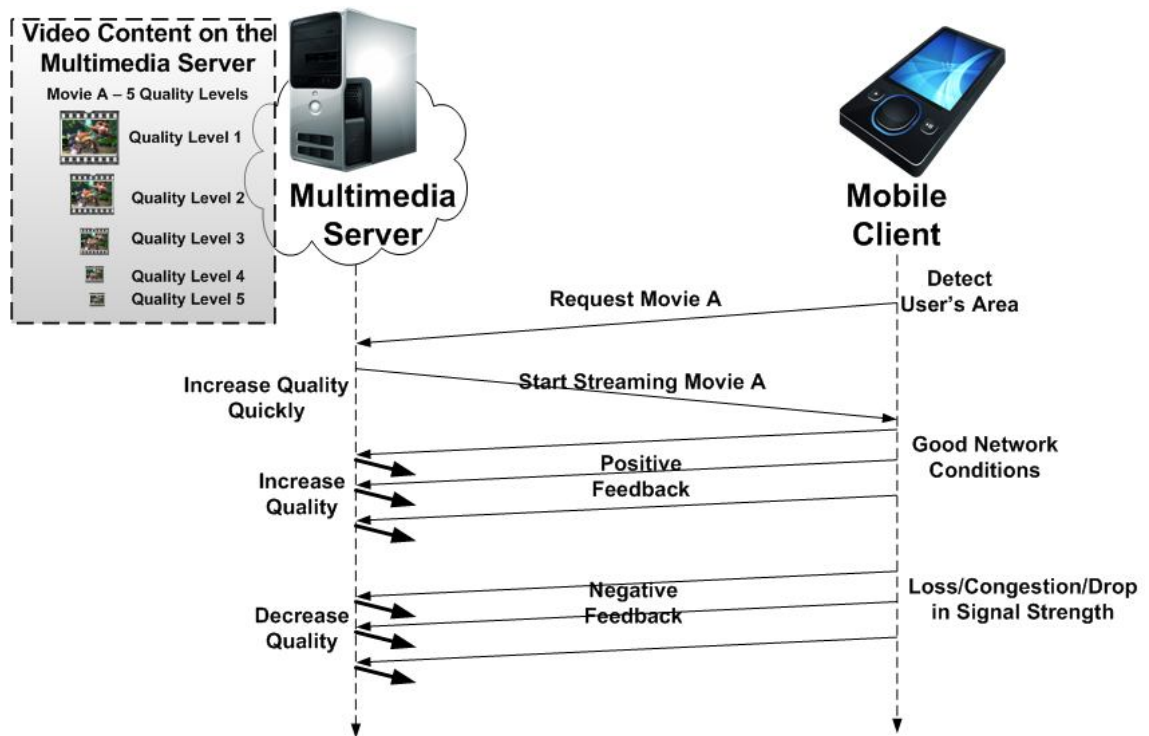 Video Content on the
Multimedia Server
Movie A – 5 Quality Levels
Quality Level 1
Quality Level 2
Quality Level 3
Quality Level 4
Quality Level 5
Multimedia
Server
Mobile
Client
Request Movie A
Detect
User's Area
Increase Quality
Quickly
Start Streaming Movie A
Good Network
Conditions
Positive
Feedback
Increase
Quality
Negative
Feedback
Loss/Congestion/Drop
in Signal Strength
Decrease
Quality